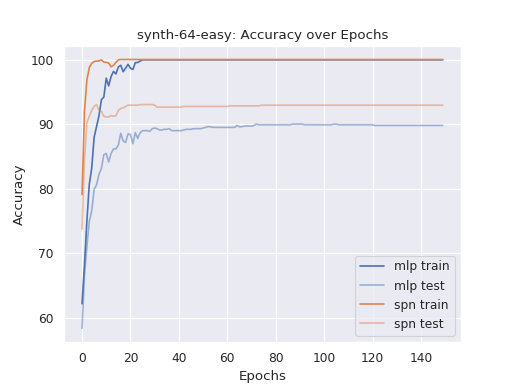 synth-64-easy: Accuracy over Epochs
100
90
80
70
60
Accuracy
0 20 40 60 80 100 120 140
Epochs
mlp train
mlp test
spn train
spn test